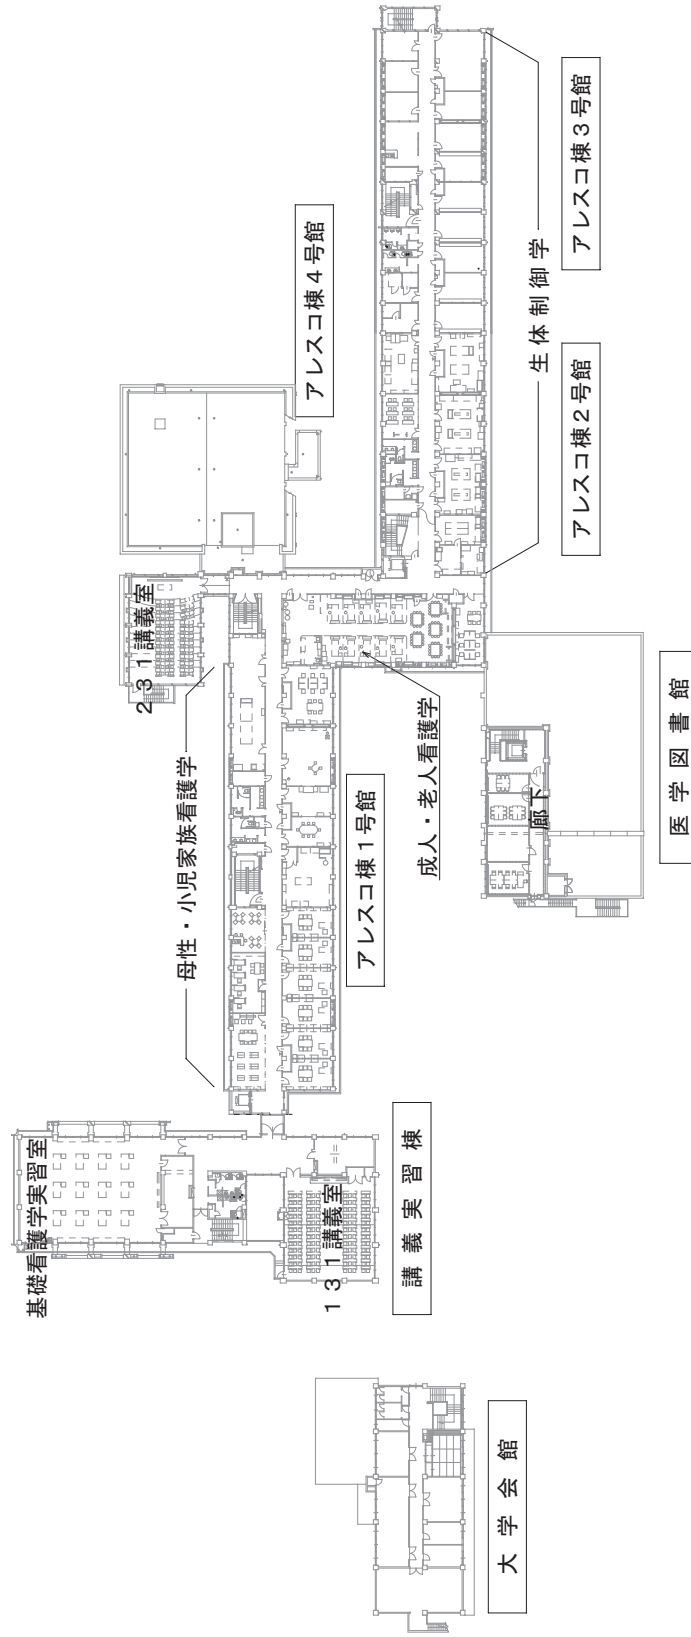 基礎看護学実習室
131講義室
講義実習棟
大学会館
母性・小児家族看護学
231講義室
アレスコ棟1号館
成人・老人看護学
廊下
医学図書館
アレスコ棟4号館
生体制御学
アレスコ棟2号館
アレスコ棟3号館